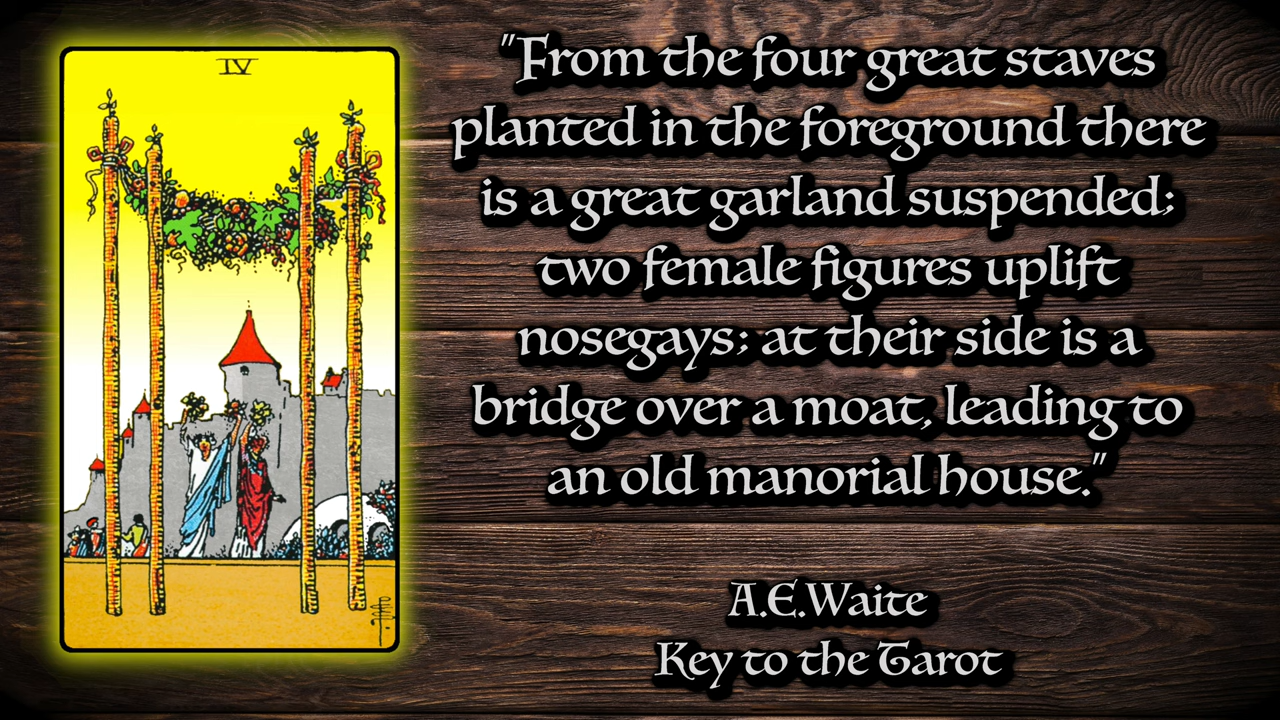 IV
"From the four great staves
planted in the foreground there
is a great garland suspended;
two female figures uplift
nosegays; at their side is a
bridge over a moat, leading to
an old manorial house."
A.E.Waite
Key to the Tarot